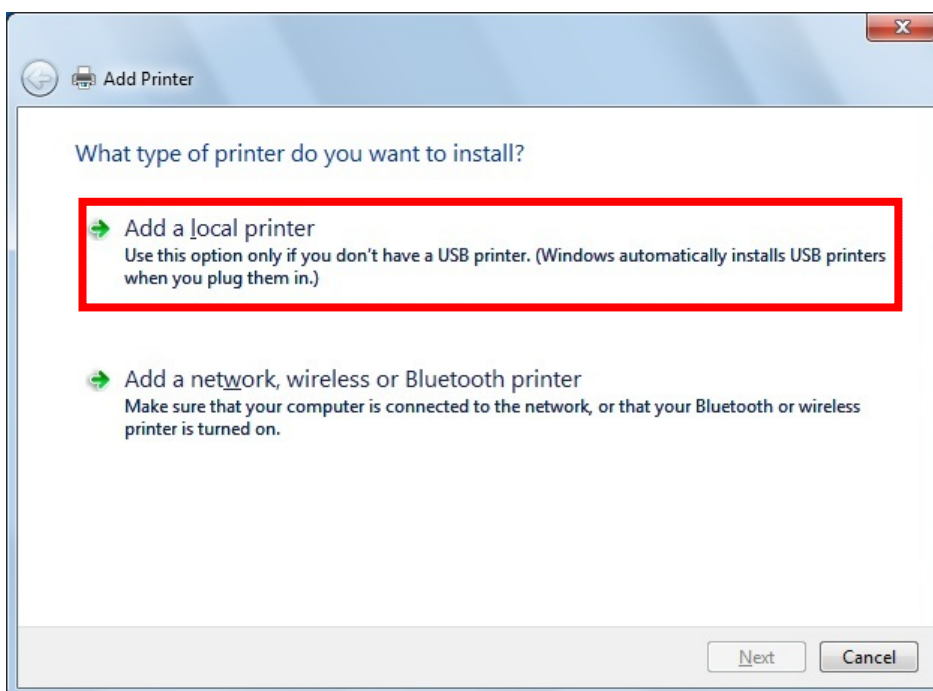 Add Printer
What type of printer do you want to install?
Add a local printer
Use this option only if you don't have a USB printer. (Windows automatically installs USB printers
when you plug them in.)
Add a network, wireless or Bluetooth printer
Make sure that your computer is connected to the network, or that your Bluetooth or wireless
printer is turned on.
Next
Cancel